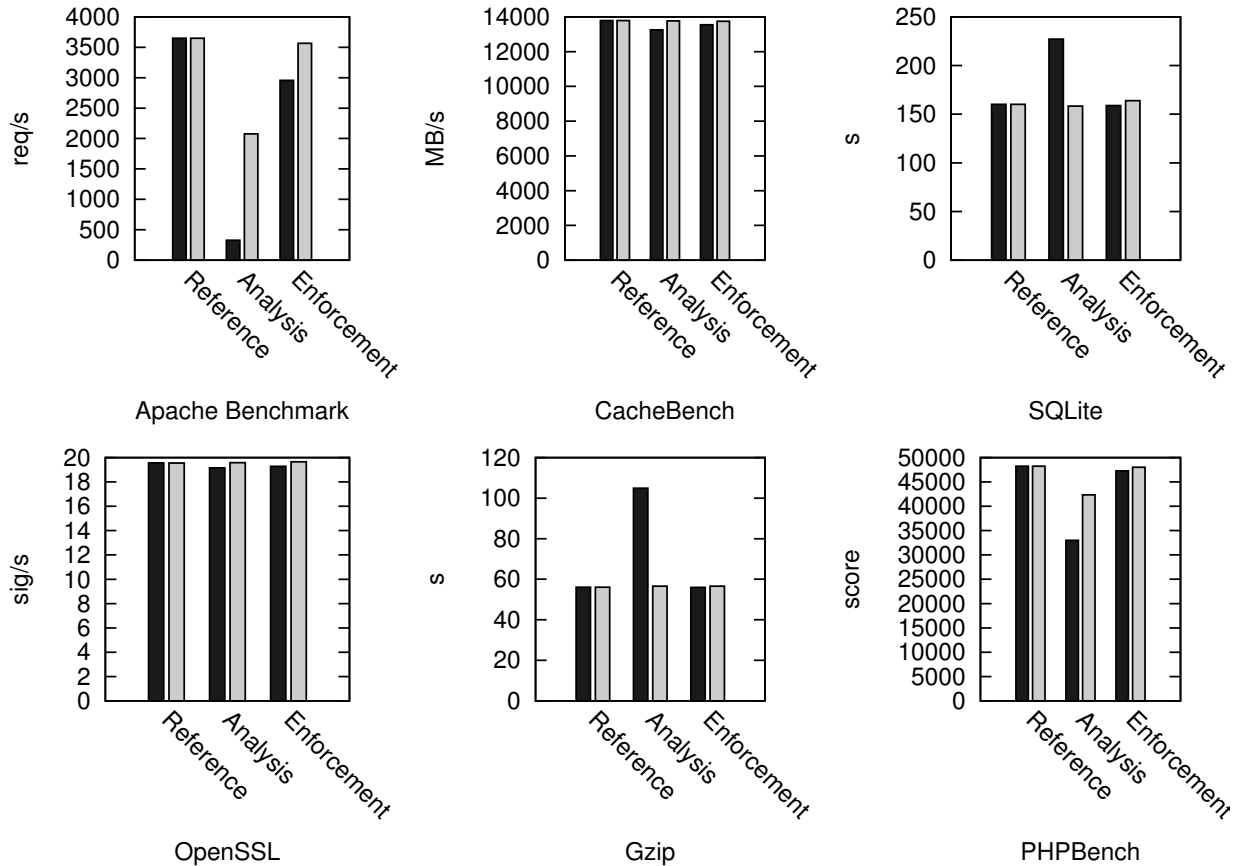 4000
3500
3000
2500
2000
1500
1000
500
0
req/s
Reference
Analysis
Enforcement
Apache Benchmark
14000
12000
10000
8000
6000
4000
2000
0
MB/s
Reference
Analysis
Enforcement
CacheBench
250
200
150
100
50
0
s
Reference
Analysis
Enforcement
SQLite
20
18
16
14
12
10
8
6
4
2
0
sig/s
Reference
Analysis
Enforcement
OpenSSL
120
100
80
60
40
20
0
s
Reference
Analysis
Enforcement
Gzip
50000
45000
40000
35000
30000
25000
20000
15000
10000
5000
0
score
Reference
Analysis
Enforcement
PHPBench